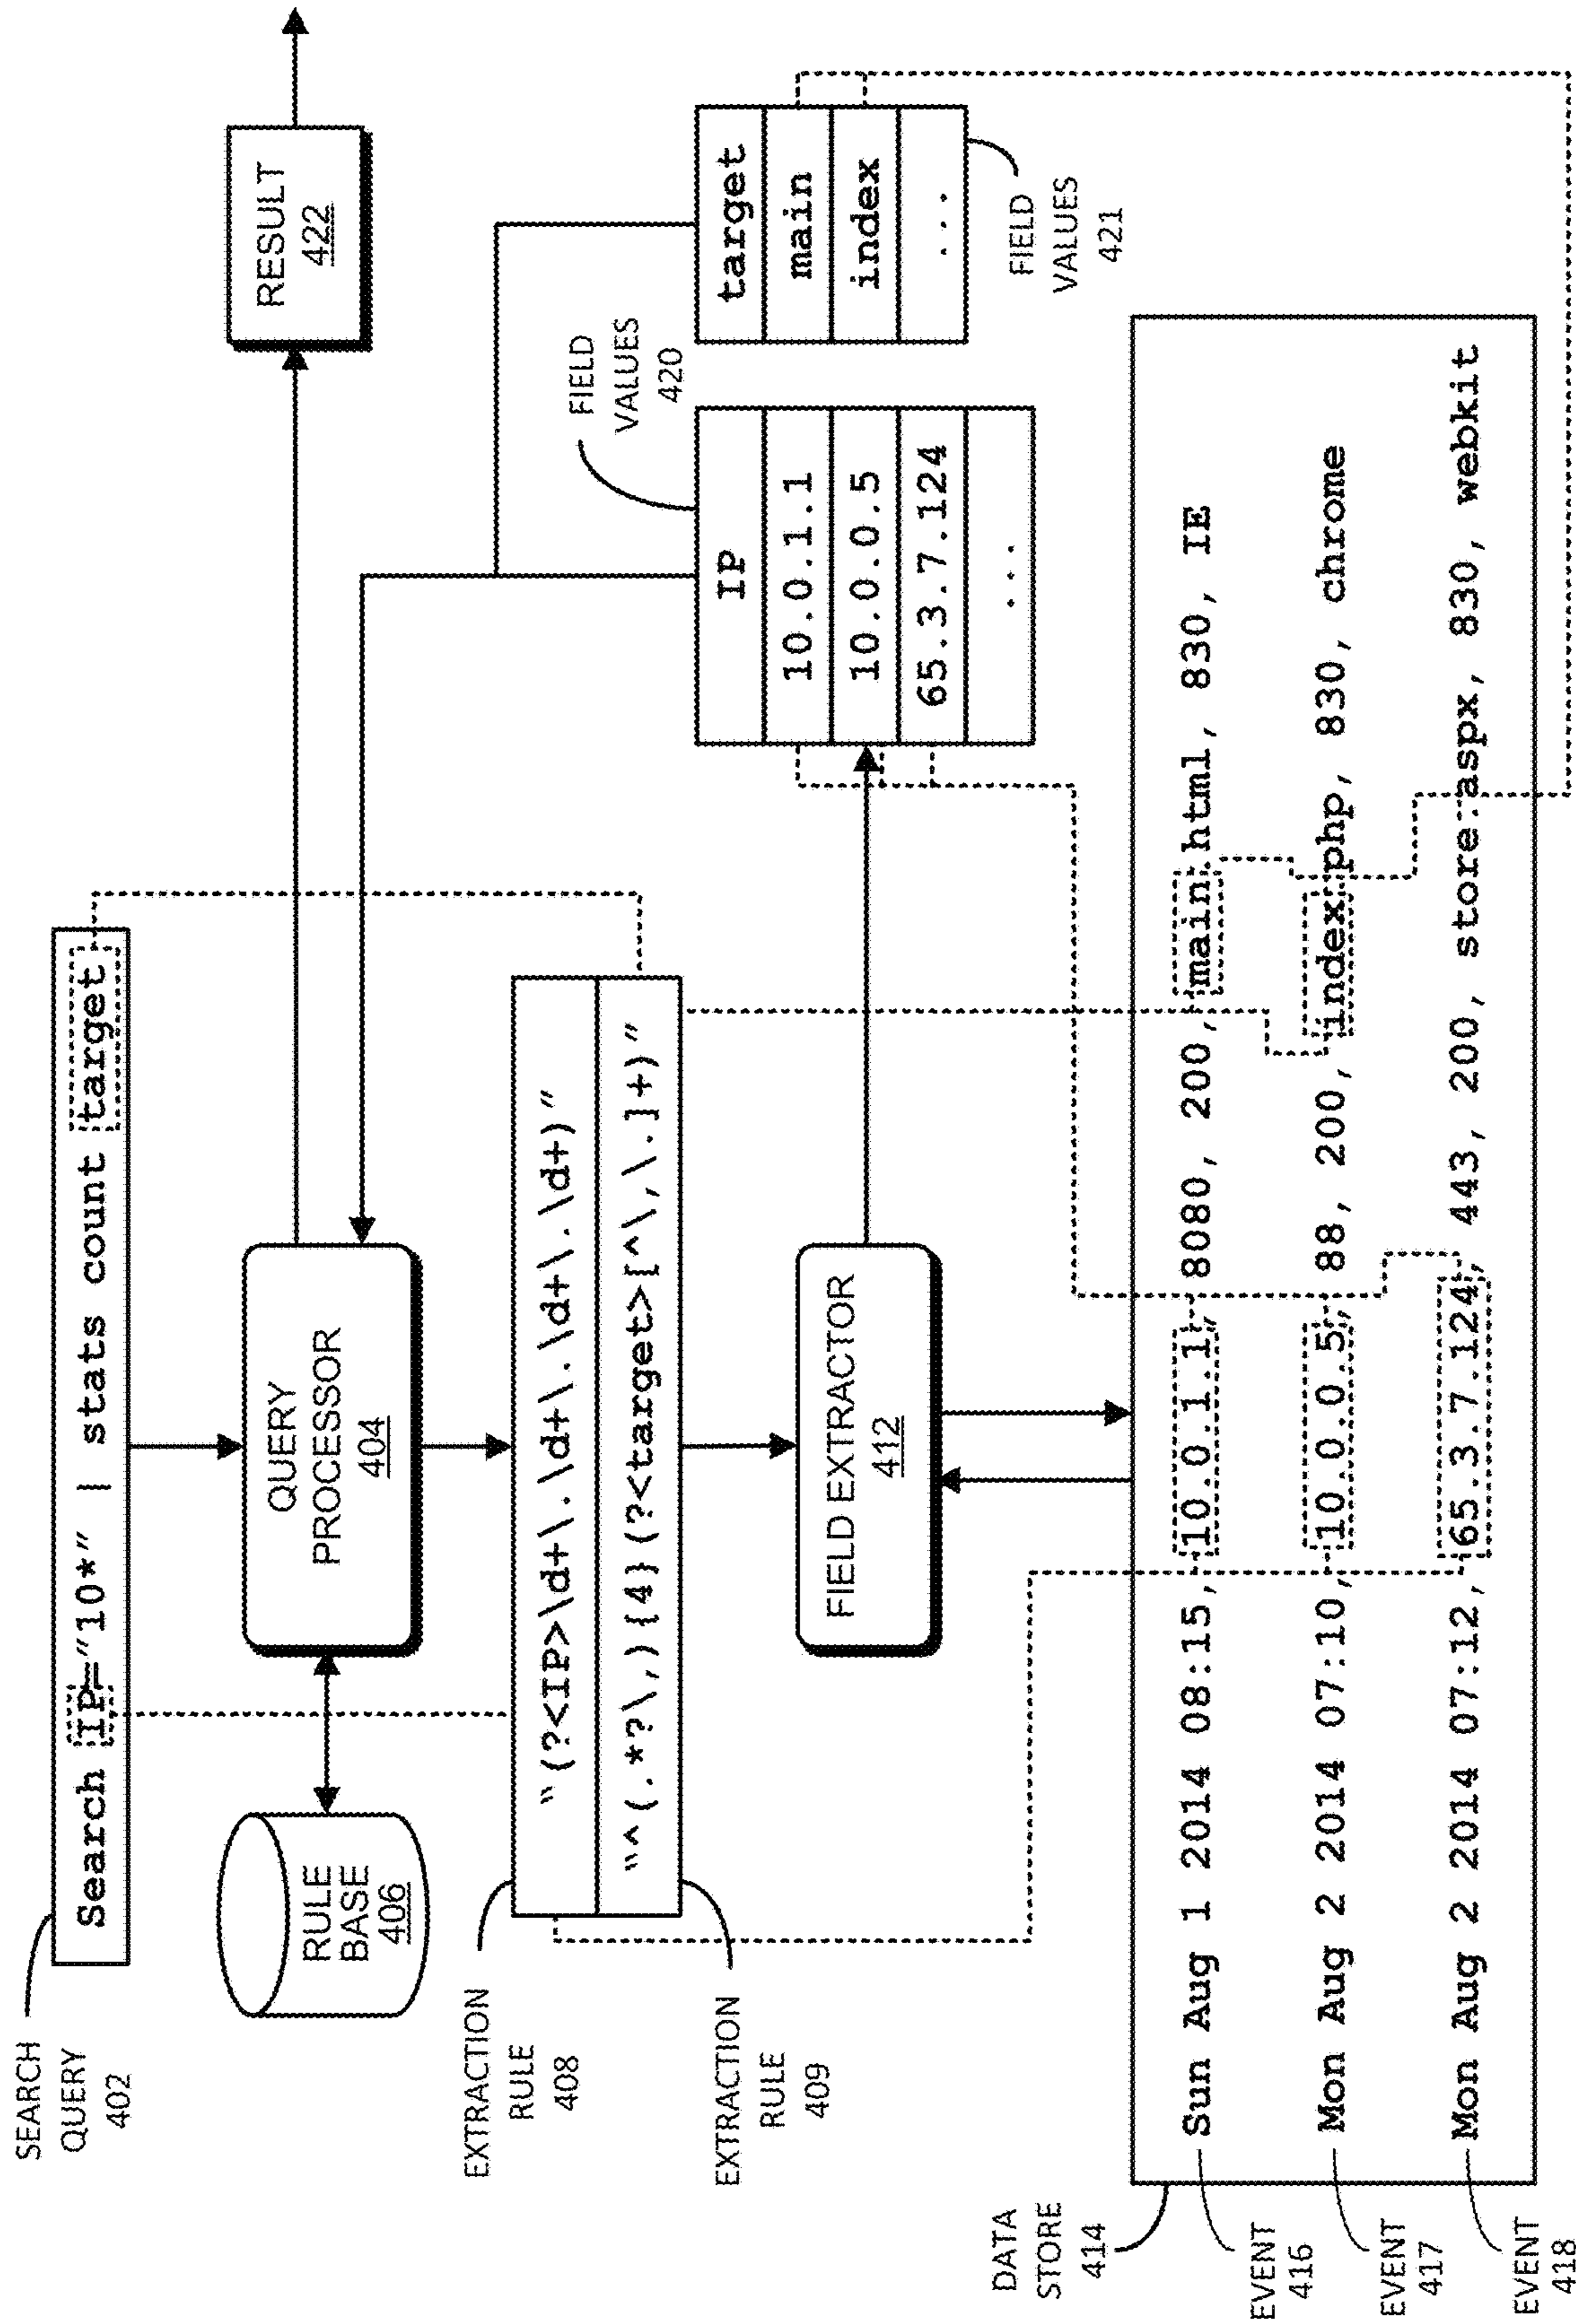 SEARCH
QUERY
402
Search IP="10*" | stats count target
RULE
BASE
406
QUERY
PROCESSOR
404
RESULT
422
EXTRACTION
RULE
408
"(?<IP>\d+\.\d+\.\d+\.\d+)"
"^(.*?\,){4}(?<target>[^\,\.]+)"
EXTRACTION
RULE
409
FIELD EXTRACTOR
412
FIELD
VALUES
420
IP
10.0.1.1
10.0.0.5
65.3.7.124
...
target
main
index
...
FIELD
VALUES
421
DATA
STORE
414
Sun Aug 1 2014 08:15, 10.0.1.1, 8080, 200, main.html, 830, IE
EVENT
416
Mon Aug 2 2014 07:10, 10.0.0.5, 88, 200, index.php, 830, chrome
EVENT
417
Mon Aug 2 2014 07:12, 65.3.7.124, 443, 200, store.aspx, 830, webkit
EVENT
418